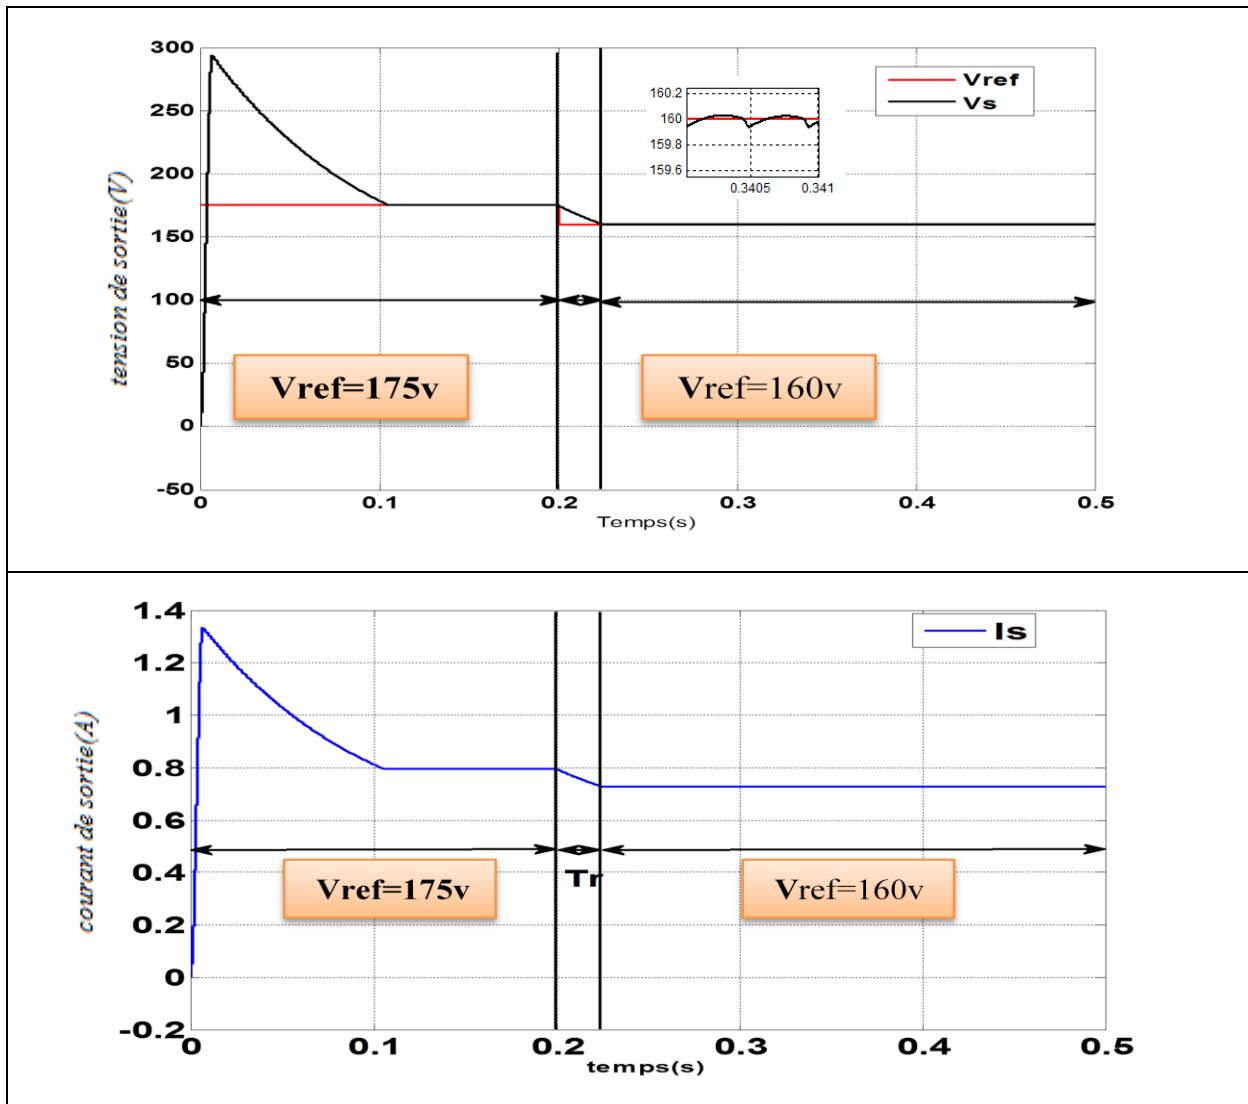 300
250
200
150
100
50
0
-50
tension de sortie(V)
Vref
Vs
160.2
160
159.8
159.6
0.3405
0.341
Vref=175v
Vref=160v
0
0.1
0.2
0.3
0.4
0.5
Temps(s)
1.4
1.2
1
0.8
0.6
0.4
0.2
0
-0.2
courant de sortie(A)
Is
Vref=175v
Tr
Vref=160v
0
0.1
0.2
0.3
0.4
0.5
temps(s)